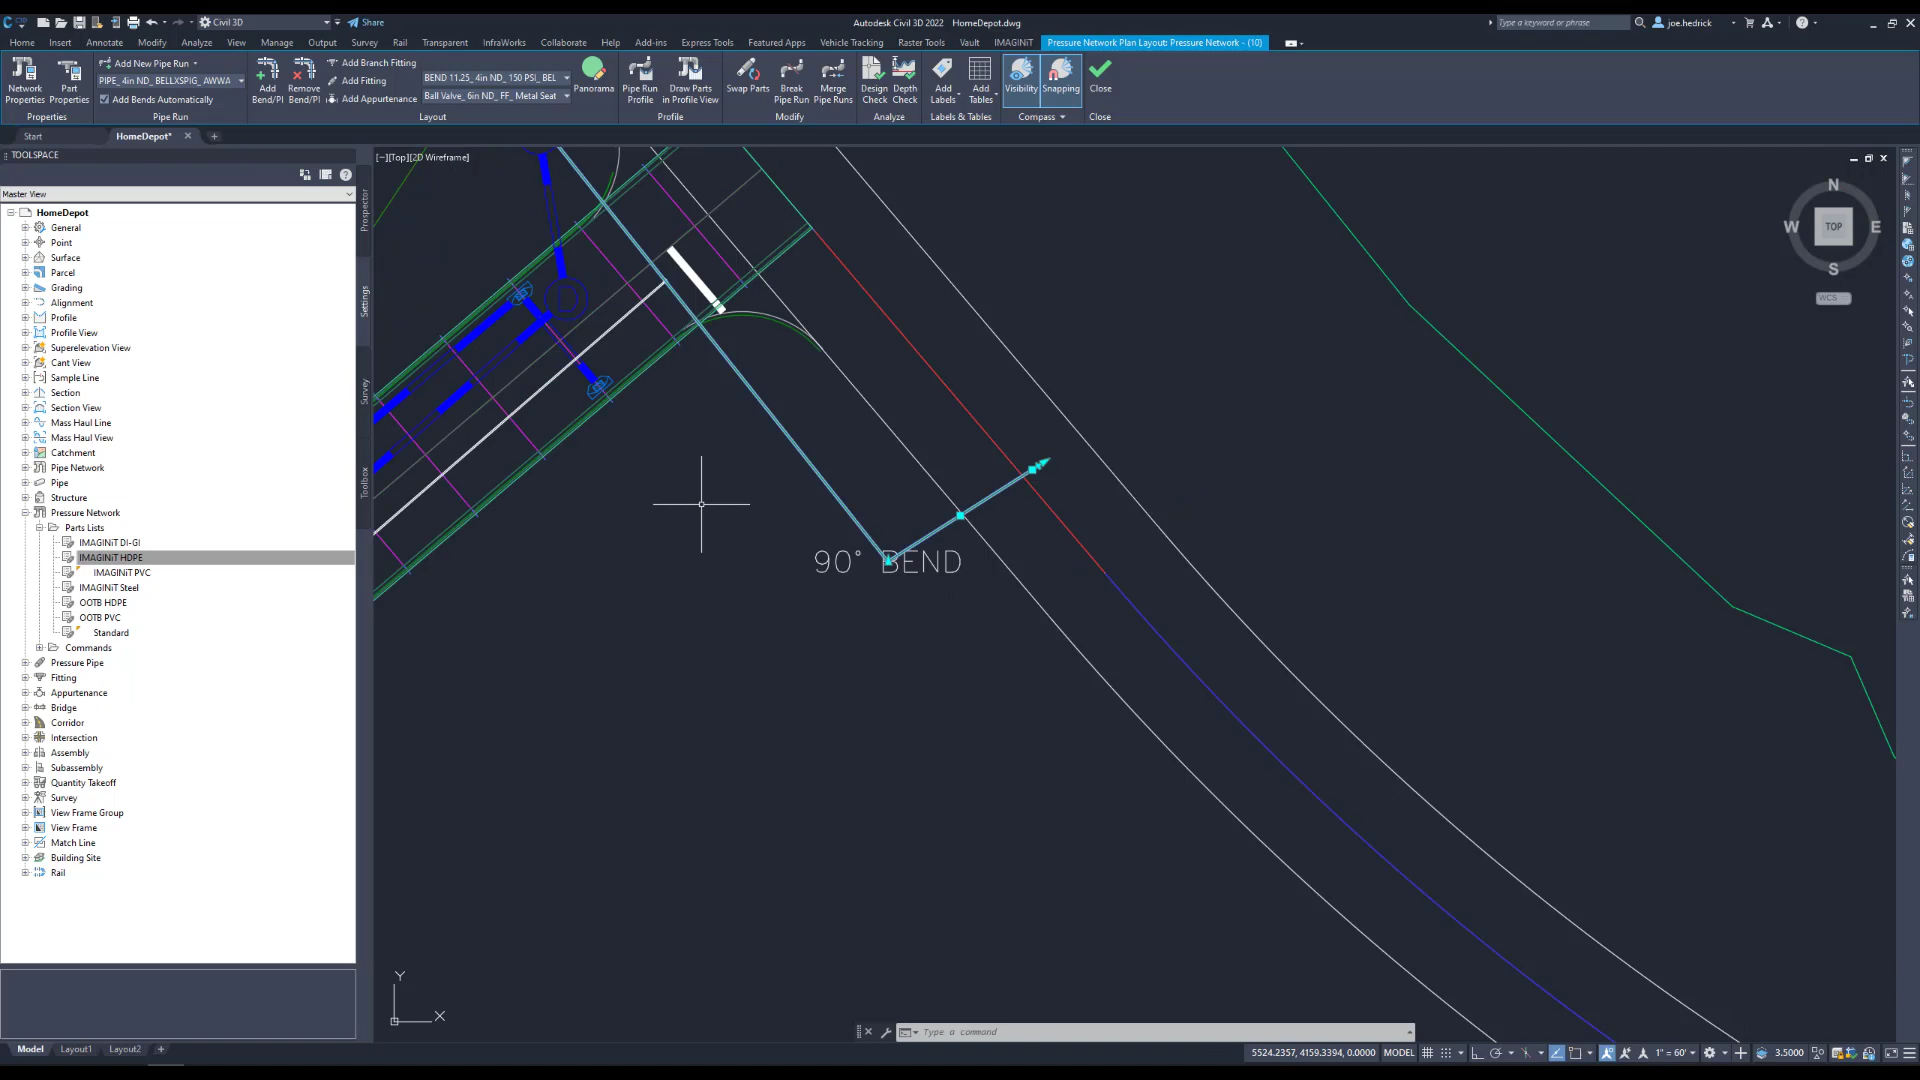 Civil 3D
Share
Autodesk Civil 3D 2022 HomeDepot.dwg
Type a keyword or phrase
joe.hedrick
Home Insert Annotate Modify Analyze View Manage Output Survey Rail Transparent InfraWorks Collaborate Help Add-ins Express Tools Featured Apps Vehicle Tracking Raster Tools Vault IMAGINiT Pressure Network Plan Layout: Pressure Network - (10)
Network Properties
Part Properties
Properties
Add New Pipe Run
PIPE_4in ND_BELLXSPIG_AWWA
Add Bends Automatically
Pipe Run
Add Bend/PI
Remove Bend/PI
Add Branch Fitting
Add Fitting
Add Appurtenance
BEND 11.25_ 4in ND_ 150 PSI_ BEL
Ball Valve_ 6in ND_ FF_ Metal Seat
Panorama
Layout
Pipe Run Profile
Draw Parts in Profile View
Profile
Swap Parts
Break Pipe Run
Merge Pipe Runs
Modify
Design Check
Depth Check
Analyze
Add Labels
Add Tables
Labels & Tables
Visibility
Snapping
Compass
Close
Close
Start
HomeDepot*
TOOLSPACE
Master View
HomeDepot
General
Point
Surface
Parcel
Grading
Alignment
Profile
Profile View
Superelevation View
Cant View
Sample Line
Section
Section View
Mass Haul Line
Mass Haul View
Catchment
Pipe Network
Pipe
Structure
Pressure Network
Parts Lists
IMAGINiT DI-GI
IMAGINiT HDPE
IMAGINiT PVC
IMAGINiT Steel
OOTB HDPE
OOTB PVC
Standard
Commands
Pressure Pipe
Fitting
Appurtenance
Bridge
Corridor
Intersection
Assembly
Subassembly
Quantity Takeoff
Survey
View Frame Group
View Frame
Match Line
Building Site
Rail
Prospector
Settings
Survey
Toolbox
[−][Top][2D Wireframe]
D
90° BEND
N
W TOP E
S
WCS
Y
X
Type a command
Model Layout1 Layout2
5524.2357, 4159.3394, 0.0000 MODEL
1" = 60'
3.5000